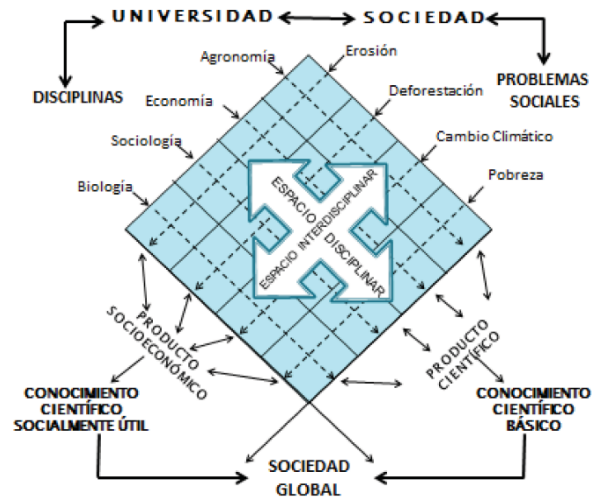 UNIVERSIDAD
SOCIEDAD
DISCIPLINAS
PROBLEMAS
SOCIALES
Agronomía
Economía
Sociología
Biología
Erosión
Deforestación
Cambio Climático
Pobreza
ESPACIO INTERDISCIPLINAR
ESPACIO DISCIPLINAR
PRODUCTO
SOCIOECONÓMICO
PRODUCTO
CIENTÍFICO
CONOCIMIENTO
CIENTÍFICO
SOCIALMENTE ÚTIL
CONOCIMIENTO
CIENTÍFICO
BÁSICO
SOCIEDAD
GLOBAL